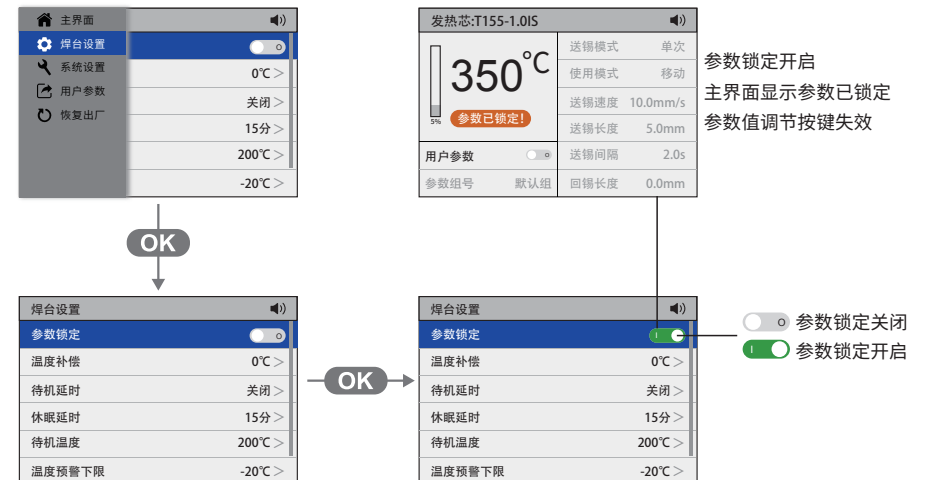 主界面
焊台设置
系统设置
用户参数
恢复出厂
0℃ >
关闭 >
15分 >
200℃ >
-20℃ >
发热芯:T155-1.0IS
350℃
5%
参数已锁定!
用户参数
参数组号 默认组
送锡模式 单次
使用模式 移动
送锡速度 10.0mm/s
送锡长度 5.0mm
送锡间隔 2.0s
回锡长度 0.0mm
参数锁定开启
主界面显示参数已锁定
参数值调节按键失效
OK
焊台设置
参数锁定
温度补偿 0℃ >
待机延时 关闭 >
休眠延时 15分 >
待机温度 200℃ >
温度预警下限 -20℃ >
OK
焊台设置
参数锁定
温度补偿 0℃ >
待机延时 关闭 >
休眠延时 15分 >
待机温度 200℃ >
温度预警下限 -20℃ >
参数锁定关闭
参数锁定开启